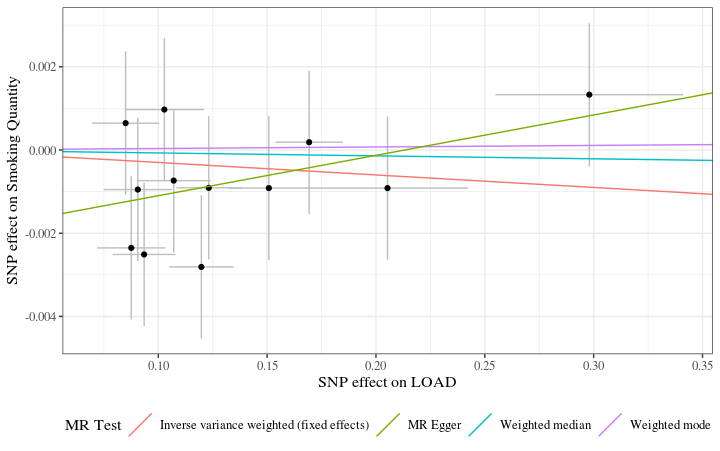 SNP effect on Smoking Quantity
0.002
0.000
-0.002
-0.004
0.10 0.15 0.20 0.25 0.30 0.35
SNP effect on LOAD
MR Test Inverse variance weighted (fixed effects) MR Egger Weighted median Weighted mode